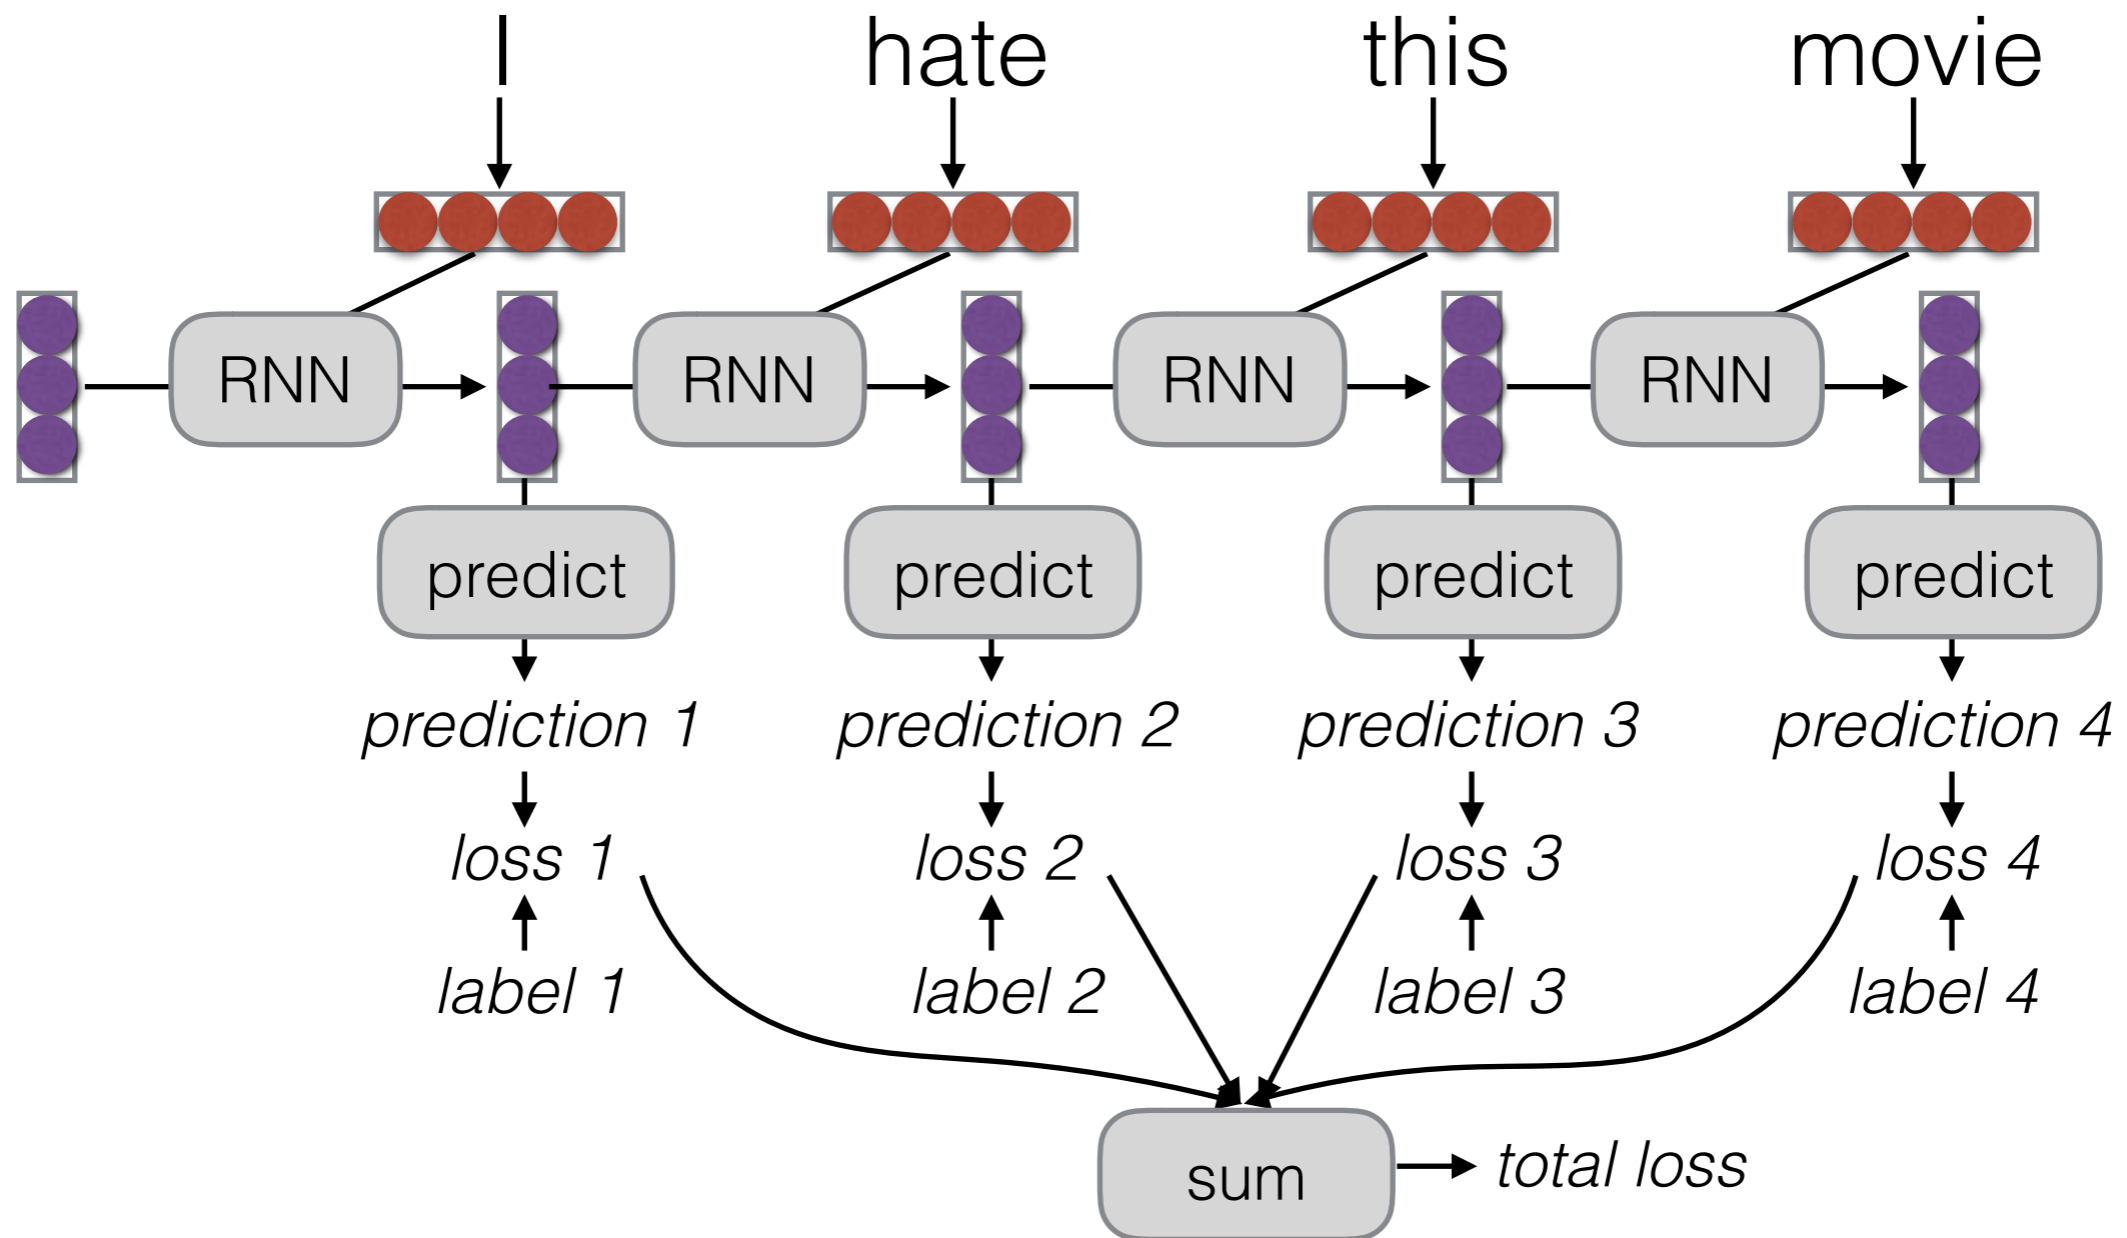 I hate this movie
RNN RNN RNN RNN
predict predict predict predict
prediction 1 prediction 2 prediction 3 prediction 4
loss 1 loss 2 loss 3 loss 4
label 1 label 2 label 3 label 4
sum total loss